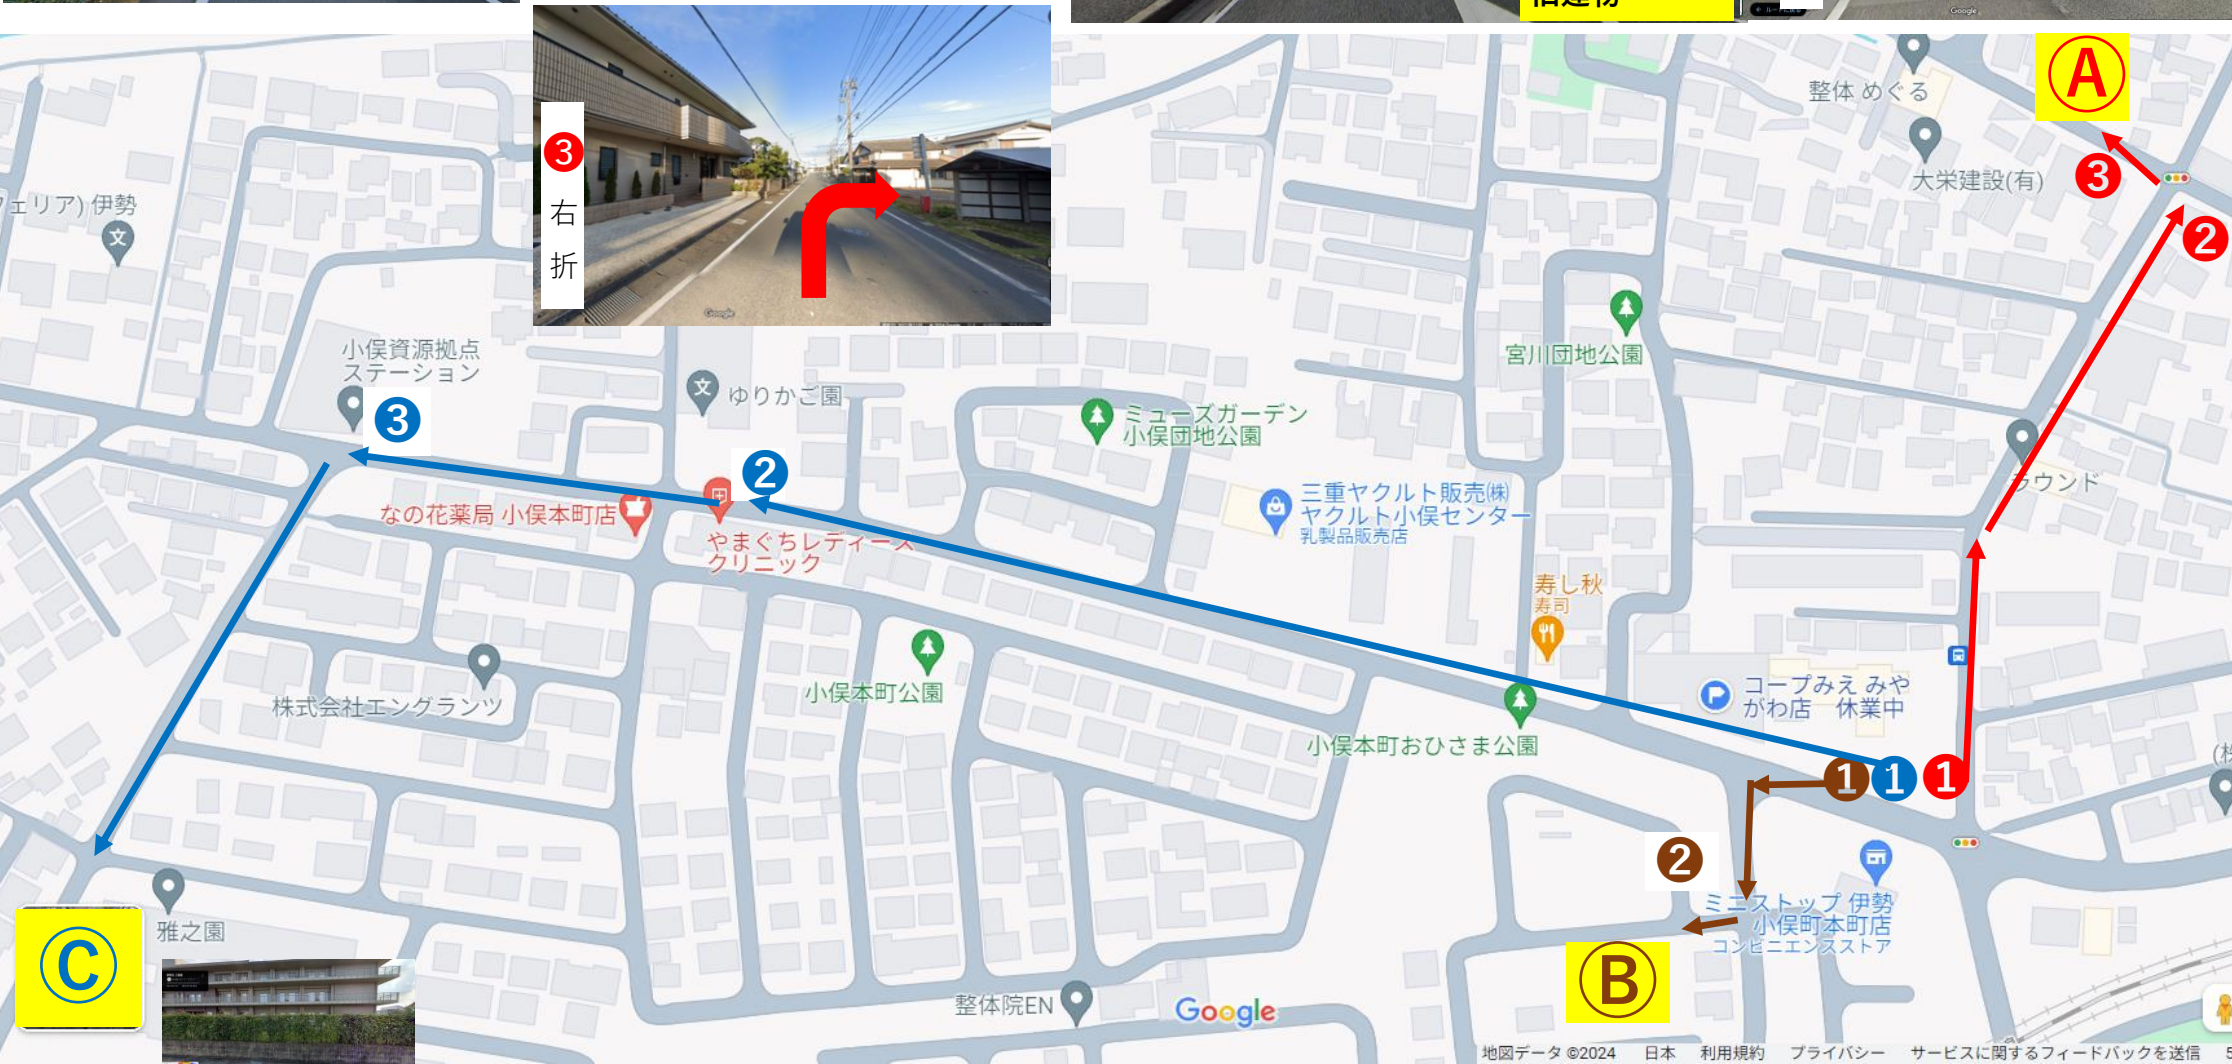 ❸
右
折
Google
Google
Ⓐ
整体 めぐる
大栄建設(有)
❸
❷
ェリア) 伊勢
小俣資源拠点
ステーション
❸
ゆりかご園
ミューズガーデン
小俣団地公園
宮川団地公園
❷
三重ヤクルト販売㈱
ヤクルト小俣センター
乳製品販売店
ラウンド
なの花薬局 小俣本町店
やまぐちレディース
クリニック
寿し秋
寿司
小俣本町公園
株式会社エングランツ
コープみえ みや
がわ店 休業中
小俣本町おひさま公園
❶
❶
❶
❷
ミニストップ 伊勢
小俣町本町店
コンビニエンスストア
雅之園
Ⓒ
Ⓑ
整体院EN
Google
地図データ ©2024 日本 利用規約 プライバシー サービスに関するフィードバックを送信